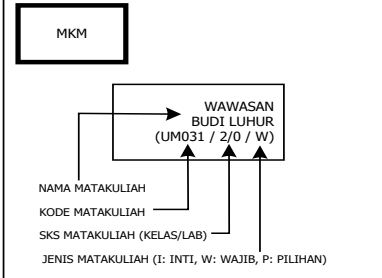 MKM
WAWASAN
BUDI LUHUR
(UM031 / 2/0 / W)
NAMA MATAKULIAH
KODE MATAKULIAH
SKS MATAKULIAH (KELAS/LAB)
JENIS MATAKULIAH (I: INTI, W: WAJIB, P: PILIHAN)